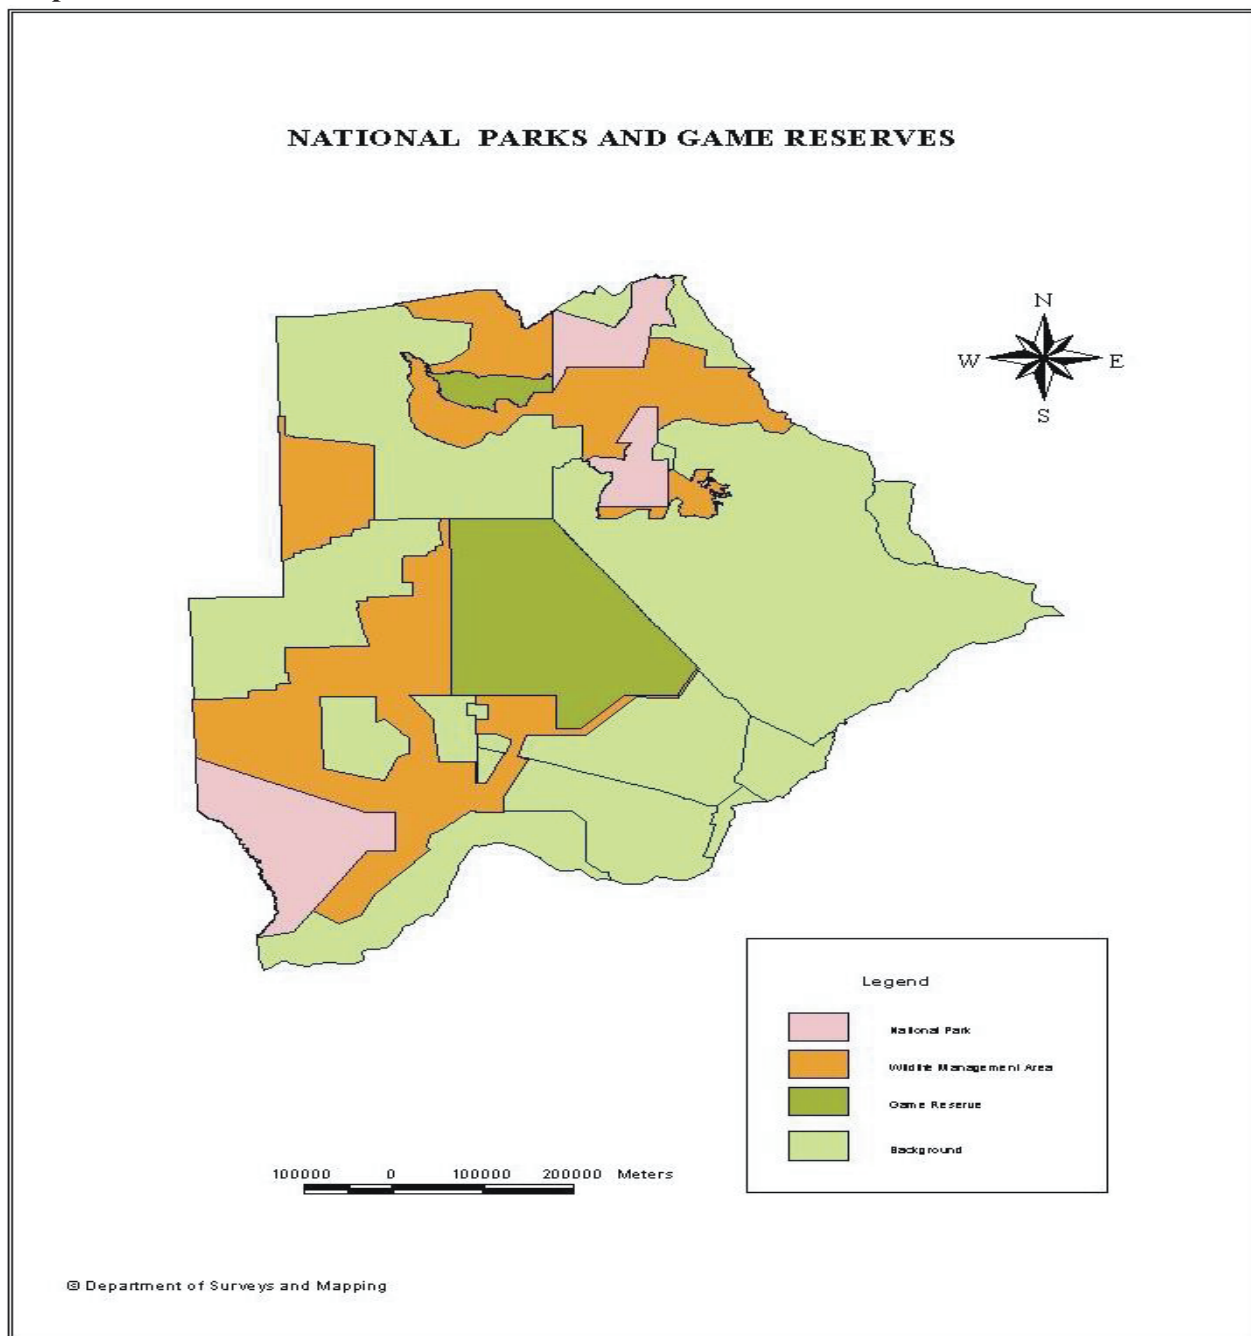 NATIONAL PARKS AND GAME RESERVES
N
W E
S
Legend
National Park
Wildlife Management Area
Game Reserve
Background
100000 0 100000 200000 Meters
© Department of Surveys and Mapping